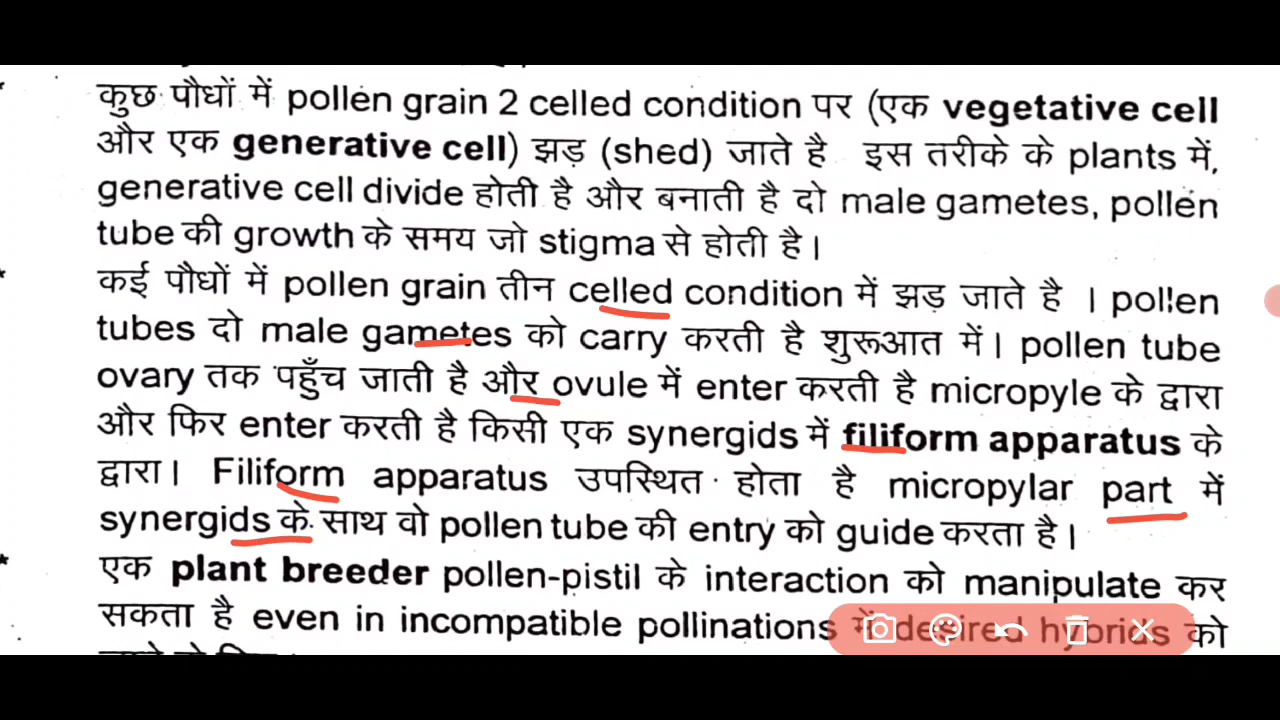 कुछ पौधों में pollen grain 2 celled condition पर (एक vegetative cell
और एक generative cell) झड़ (shed) जाते है इस तरीके के plants में,
generative cell divide होती है और बनाती है दो male gametes, pollen
tube की growth के समय जो stigma से होती है।
* कई पौधों में pollen grain तीन celled condition में झड़ जाते है । pollen
tubes दो male gametes को carry करती है शुरूआत में। pollen tube
ovary तक पहुँच जाती है और ovule में enter करती है micropyle के द्वारा
और फिर enter करती है किसी एक synergids में filiform apparatus के
द्वारा। Filiform apparatus उपस्थित होता है micropylar part में
synergids के साथ वो pollen tube की entry को guide करता है।
* एक plant breeder pollen-pistil के interaction को manipulate कर
सकता है even in incompatible pollinations में desired hybrids को